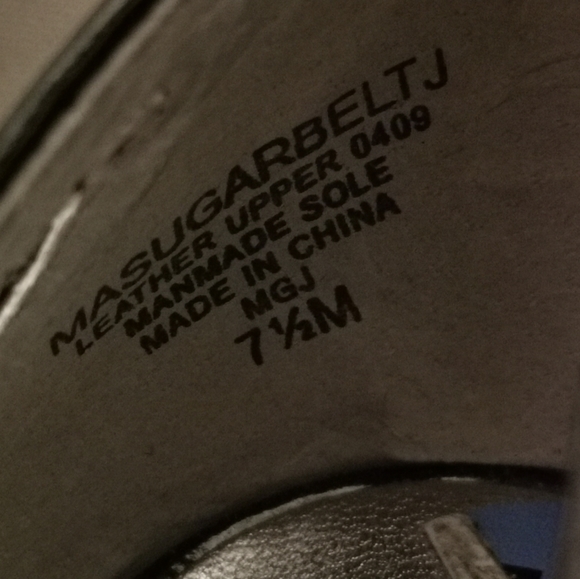 MASUGARBELTJ
LEATHER UPPER 0409
MANMADE SOLE
MADE IN CHINA
MGJ
7½M